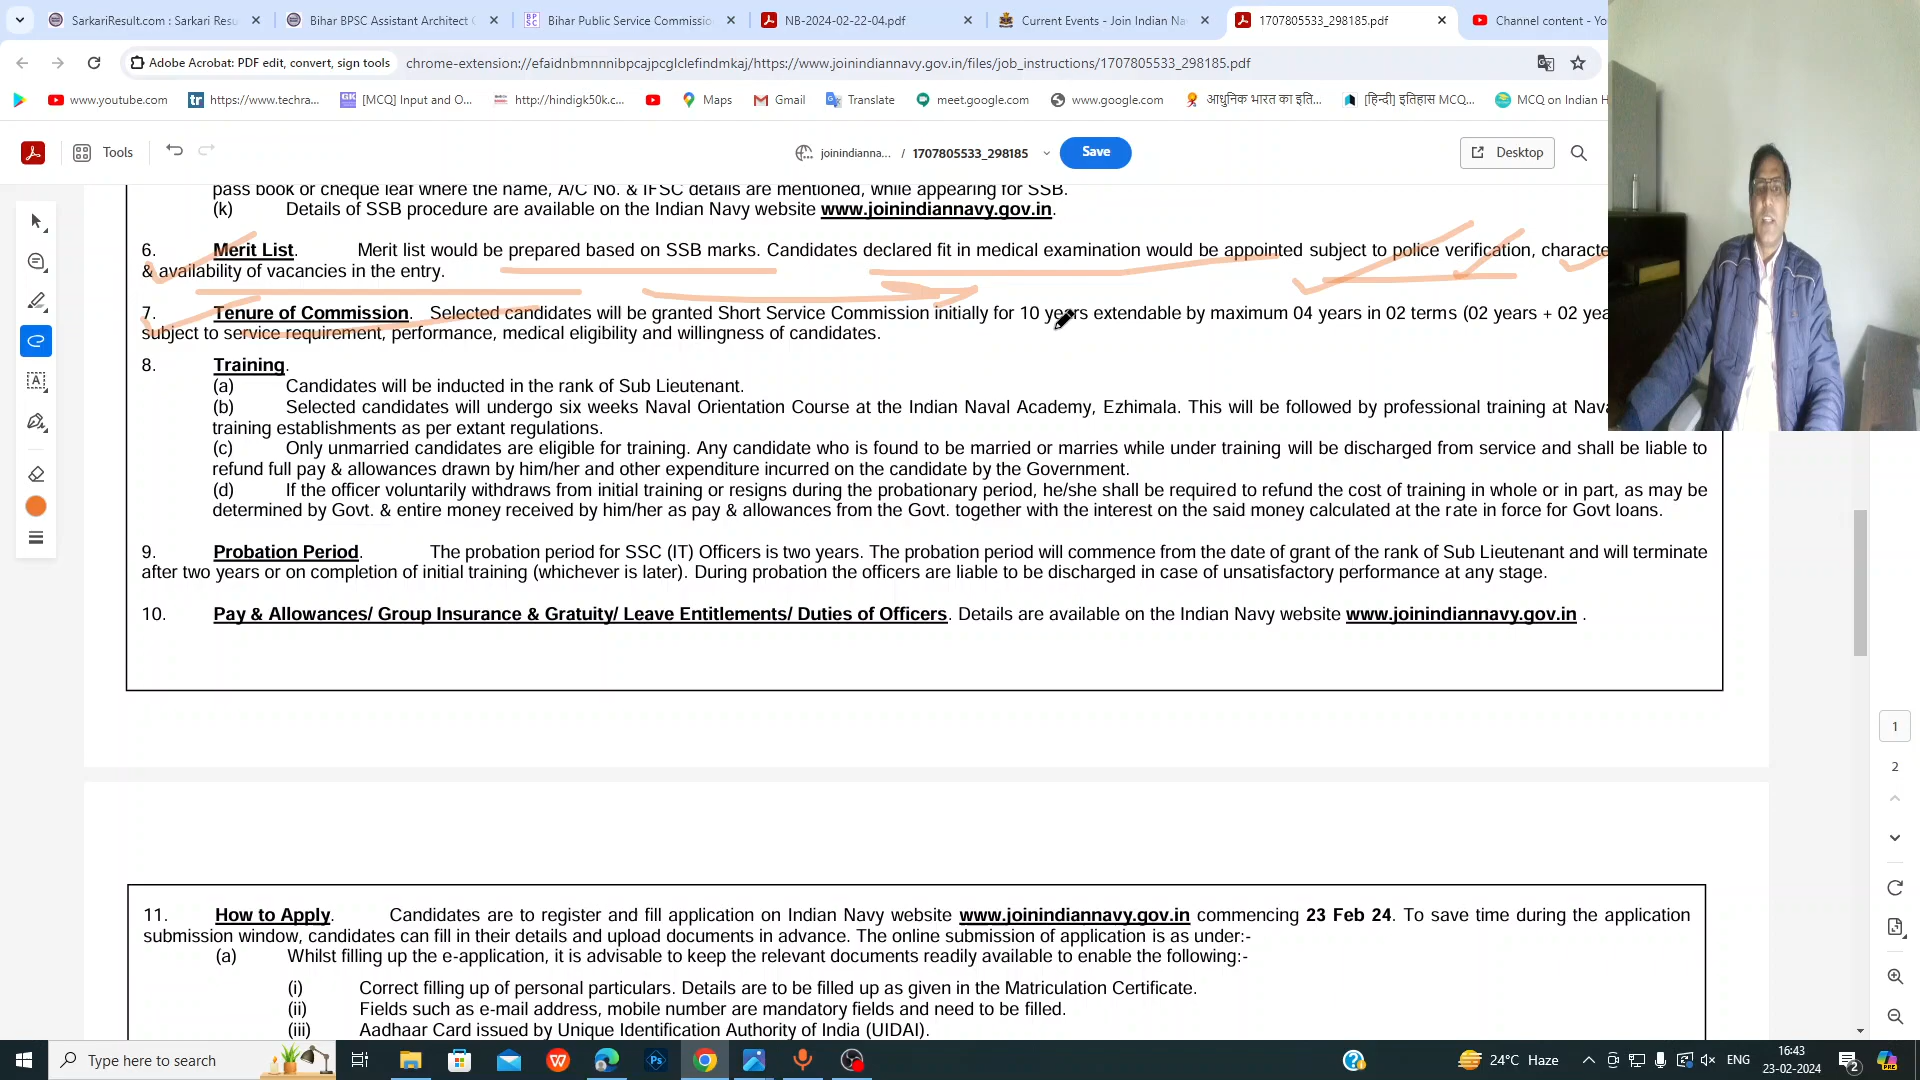 SarkariResult.com : Sarkari Resu
Bihar BPSC Assistant Architect
Bihar Public Service Commissio
NB-2024-02-22-04.pdf
Current Events - Join Indian Na
1707805533_298185.pdf
Channel content - Yo
Adobe Acrobat: PDF edit, convert, sign tools
chrome-extension://efaidnbmnnnibpcajpcglclefindmkaj/https://www.joinindiannavy.gov.in/files/job_instructions/1707805533_298185.pdf
www.youtube.com
https://www.techra...
[MCQ] Input and O...
http://hindigk50k.c...
Maps
Gmail
Translate
meet.google.com
www.google.com
आधुनिक भारत का इति...
[हिन्दी] इतिहास MCQ...
MCQ on Indian H
Tools
joinindianna... / 1707805533_298185
Save
Desktop
pass book or cheque leaf where the name, A/C No. & IFSC details are mentioned, while appearing for SSB.
(k) Details of SSB procedure are available on the Indian Navy website www.joinindiannavy.gov.in.
6. Merit List. Merit list would be prepared based on SSB marks. Candidates declared fit in medical examination would be appointed subject to police verification, characte
& availability of vacancies in the entry.
7. Tenure of Commission. Selected candidates will be granted Short Service Commission initially for 10 years extendable by maximum 04 years in 02 terms (02 years + 02 yea
subject to service requirement, performance, medical eligibility and willingness of candidates.
8. Training.
(a) Candidates will be inducted in the rank of Sub Lieutenant.
(b) Selected candidates will undergo six weeks Naval Orientation Course at the Indian Naval Academy, Ezhimala. This will be followed by professional training at Nava
training establishments as per extant regulations.
(c) Only unmarried candidates are eligible for training. Any candidate who is found to be married or marries while under training will be discharged from service and shall be liable to
refund full pay & allowances drawn by him/her and other expenditure incurred on the candidate by the Government.
(d) If the officer voluntarily withdraws from initial training or resigns during the probationary period, he/she shall be required to refund the cost of training in whole or in part, as may be
determined by Govt. & entire money received by him/her as pay & allowances from the Govt. together with the interest on the said money calculated at the rate in force for Govt loans.
9. Probation Period. The probation period for SSC (IT) Officers is two years. The probation period will commence from the date of grant of the rank of Sub Lieutenant and will terminate
after two years or on completion of initial training (whichever is later). During probation the officers are liable to be discharged in case of unsatisfactory performance at any stage.
10. Pay & Allowances/ Group Insurance & Gratuity/ Leave Entitlements/ Duties of Officers. Details are available on the Indian Navy website www.joinindiannavy.gov.in .
1
2
11. How to Apply. Candidates are to register and fill application on Indian Navy website www.joinindiannavy.gov.in commencing 23 Feb 24. To save time during the application
submission window, candidates can fill in their details and upload documents in advance. The online submission of application is as under:-
(a) Whilst filling up the e-application, it is advisable to keep the relevant documents readily available to enable the following:-
(i) Correct filling up of personal particulars. Details are to be filled up as given in the Matriculation Certificate.
(ii) Fields such as e-mail address, mobile number are mandatory fields and need to be filled.
(iii) Aadhaar Card issued by Unique Identification Authority of India (UIDAI).
Type here to search
24°C Haze
ENG
16:43
23-02-2024
2